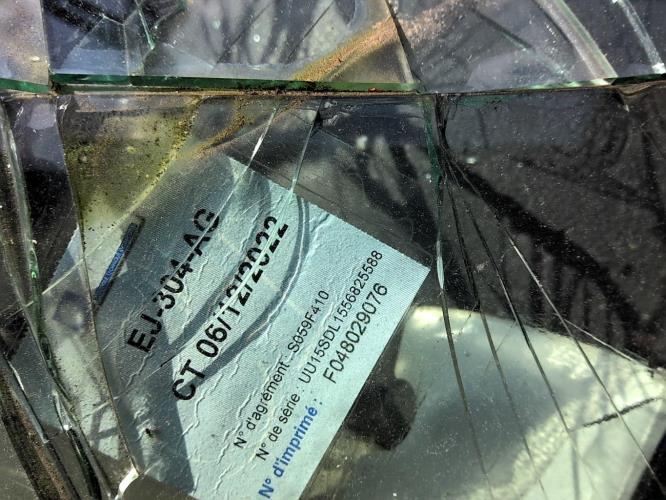 EJ-304-AG
CT 06/12/2022
N° d'agrément : S059F410
N° de série : UU15SDL1556825588
N° d'imprimé : F048029076